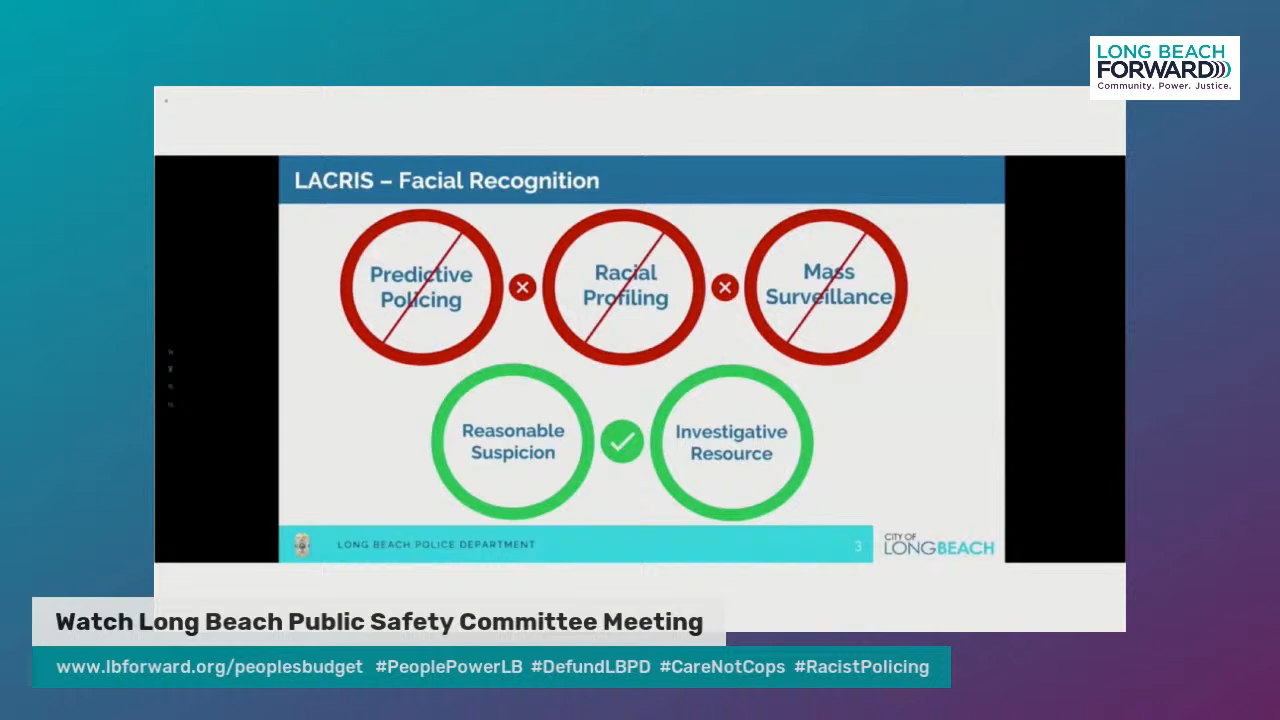 LONG BEACH
FORWARD
Community. Power. Justice.
LACRIS – Facial Recognition
Predictive
Policing
Racial
Profiling
Mass
Surveillance
Reasonable
Suspicion
Investigative
Resource
LONG BEACH POLICE DEPARTMENT
3
CITY OF
LONGBEACH
Watch Long Beach Public Safety Committee Meeting
www.lbforward.org/peoplesbudget #PeoplePowerLB #DefundLBPD #CareNotCops #RacistPolicing